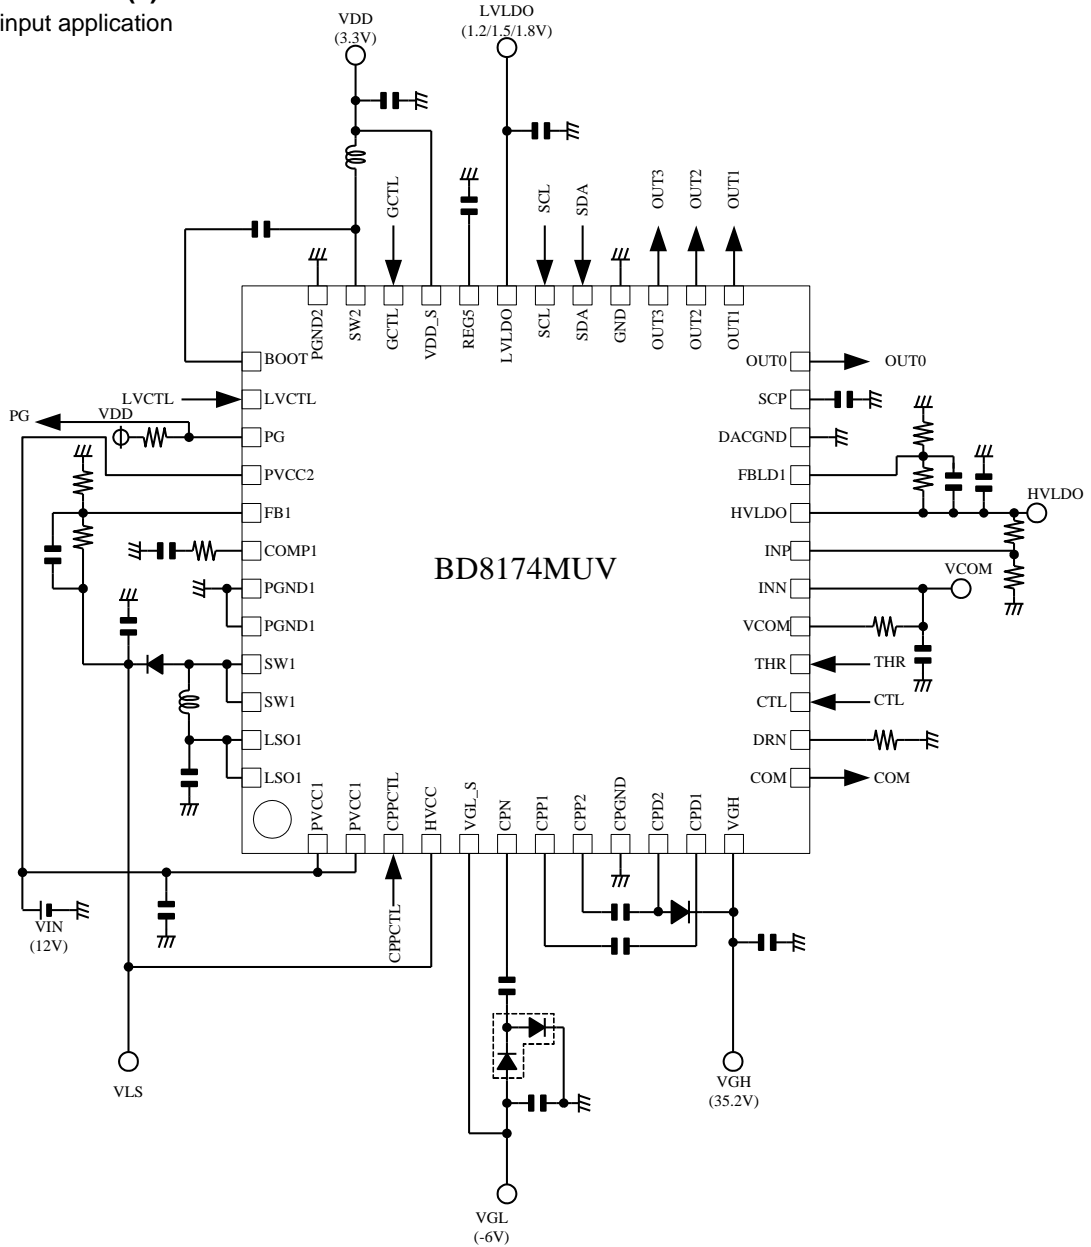 input application
VDD
(3.3V)
LVLDO
(1.2/1.5/1.8V)
GCTL
SCL
SDA
OUT3
OUT2
OUT1
PGND2
SW2
GCTL
VDD_S
REG5
LVLDO
SCL
SDA
GND
OUT3
OUT2
OUT1
BOOT
OUT0
OUT0
LVCTL
LVCTL
SCP
PG
VDD
PG
DACGND
PVCC2
FBLD1
HVLDO
FB1
HVLDO
COMP1
INP
BD8174MUV
VCOM
PGND1
INN
PGND1
VCOM
SW1
THR
THR
SW1
CTL
CTL
LSO1
DRN
LSO1
COM
COM
PVCC1
PVCC1
CPPCTL
HVCC
VGL_S
CPN
CPP1
CPP2
CPGND
CPD2
CPD1
VGH
CPPCTL
VIN
(12V)
VLS
VGH
(35.2V)
VGL
(-6V)